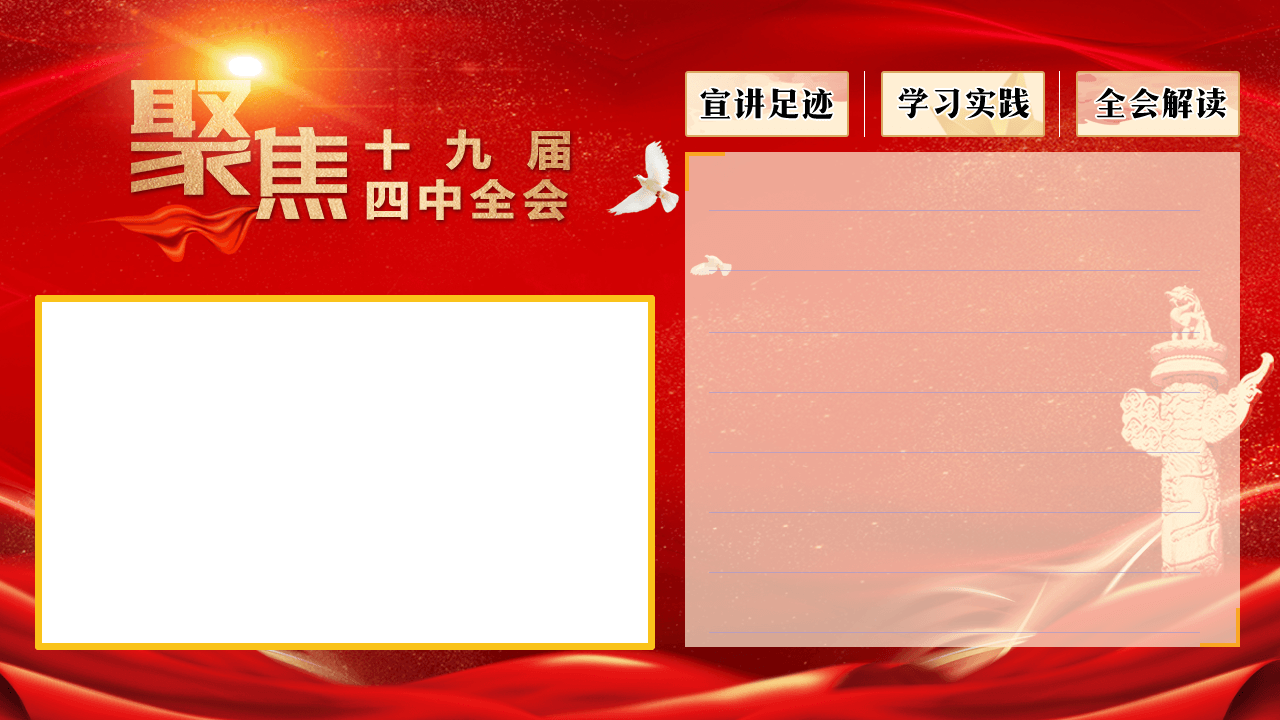 聚焦
十九届
四中全会
宣讲足迹
学习实践
全会解读